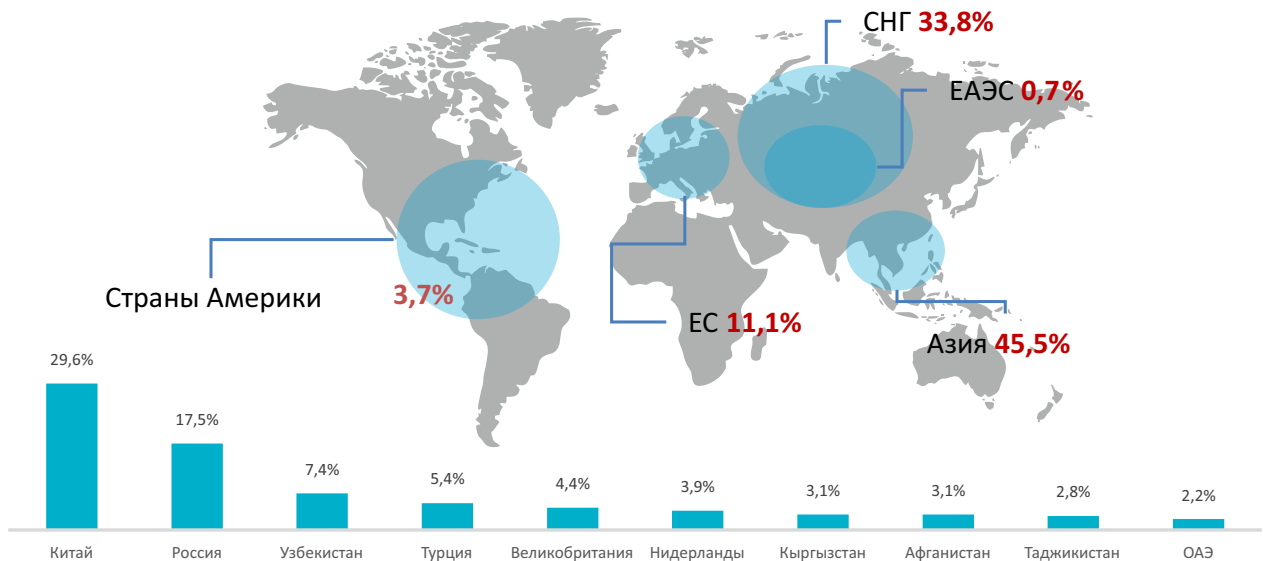 СНГ 33,8%
ЕАЭС 0,7%
Страны Америки 3,7%
ЕС 11,1%
Азия 45,5%
29,6%
17,5%
7,4%
5,4%
4,4%
3,9%
3,1%
3,1%
2,8%
2,2%
Китай
Россия
Узбекистан
Турция
Великобритания
Нидерланды
Кыргызстан
Афганистан
Таджикистан
ОАЭ